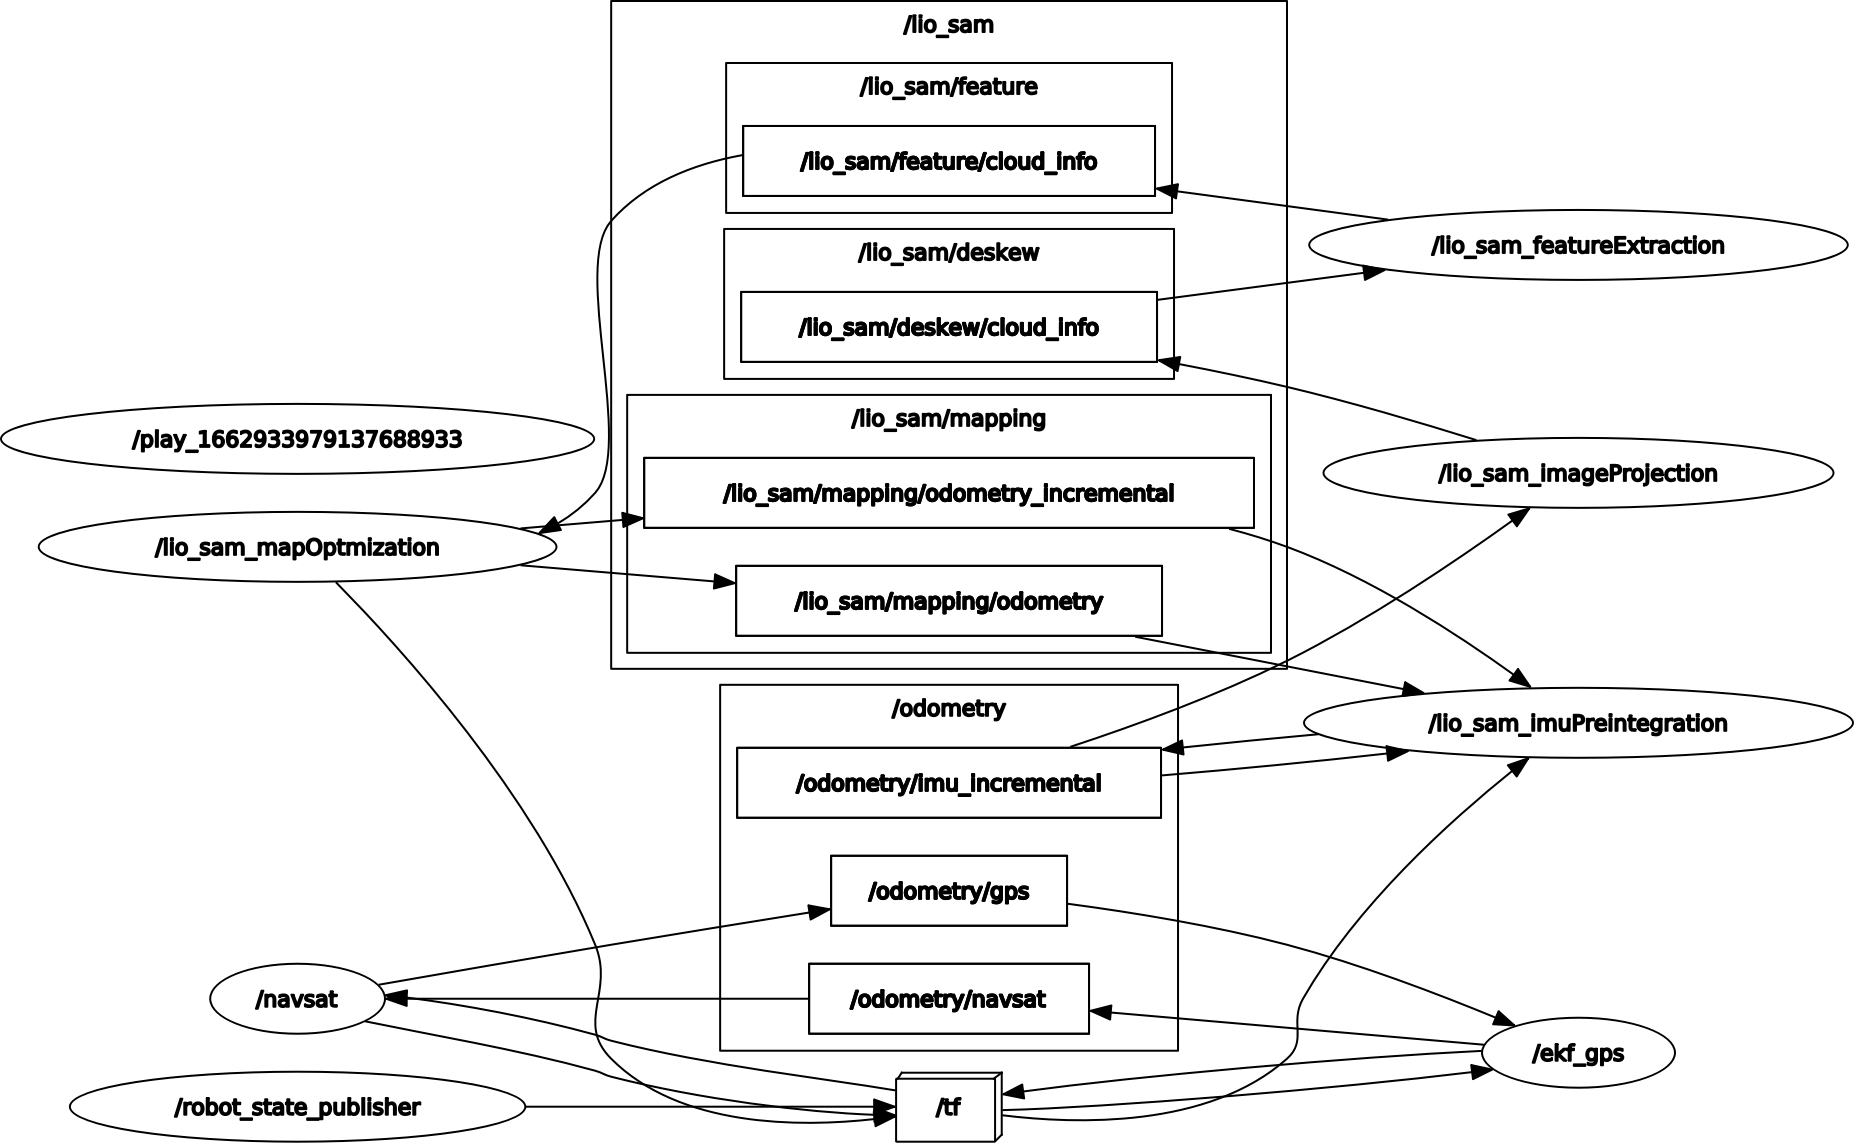 /lio_sam
/lio_sam/feature
/lio_sam/feature/cloud_info
/lio_sam_featureExtraction
/lio_sam/deskew
/lio_sam/deskew/cloud_info
/lio_sam/mapping
/play_1662933979137688933
/lio_sam_imageProjection
/lio_sam/mapping/odometry_incremental
/lio_sam_mapOptmization
/lio_sam/mapping/odometry
/odometry
/lio_sam_imuPreintegration
/odometry/imu_incremental
/odometry/gps
/navsat
/odometry/navsat
/ekf_gps
/robot_state_publisher
/tf